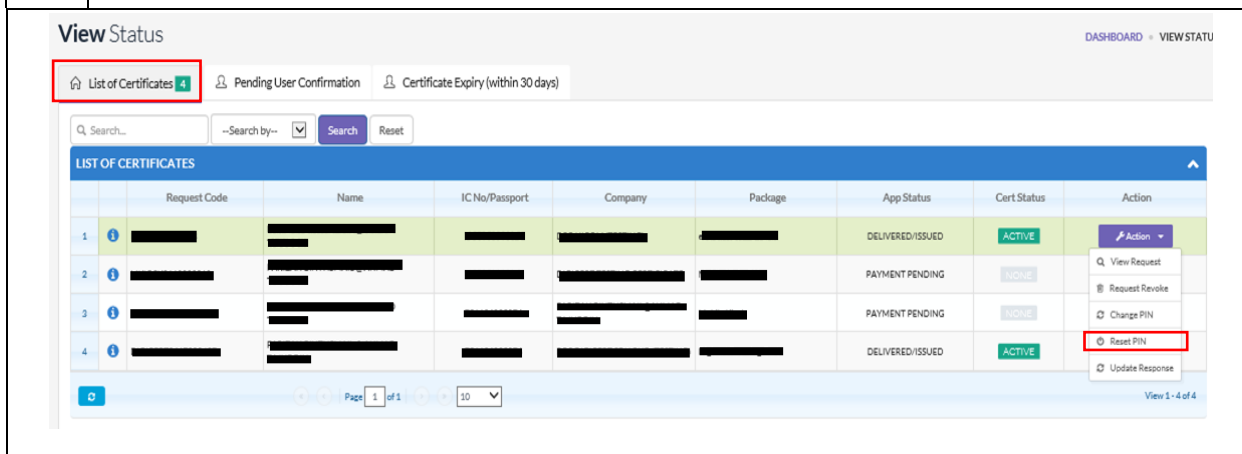 View Status
DASHBOARD VIEW STATU
List of Certificates 4 Pending User Confirmation Certificate Expiry (within 30 days)
Search... --Search by-- Search Reset
LIST OF CERTIFICATES
Request Code Name IC No/Passport Company Package App Status Cert Status Action
1 DELIVERED/ISSUED ACTIVE Action
View Request
2 PAYMENT PENDING NONE
Request Revoke
3 PAYMENT PENDING NONE Change PIN
Reset PIN
4 DELIVERED/ISSUED ACTIVE
Update Response
Page 1 of 1 10 View 1 - 4 of 4